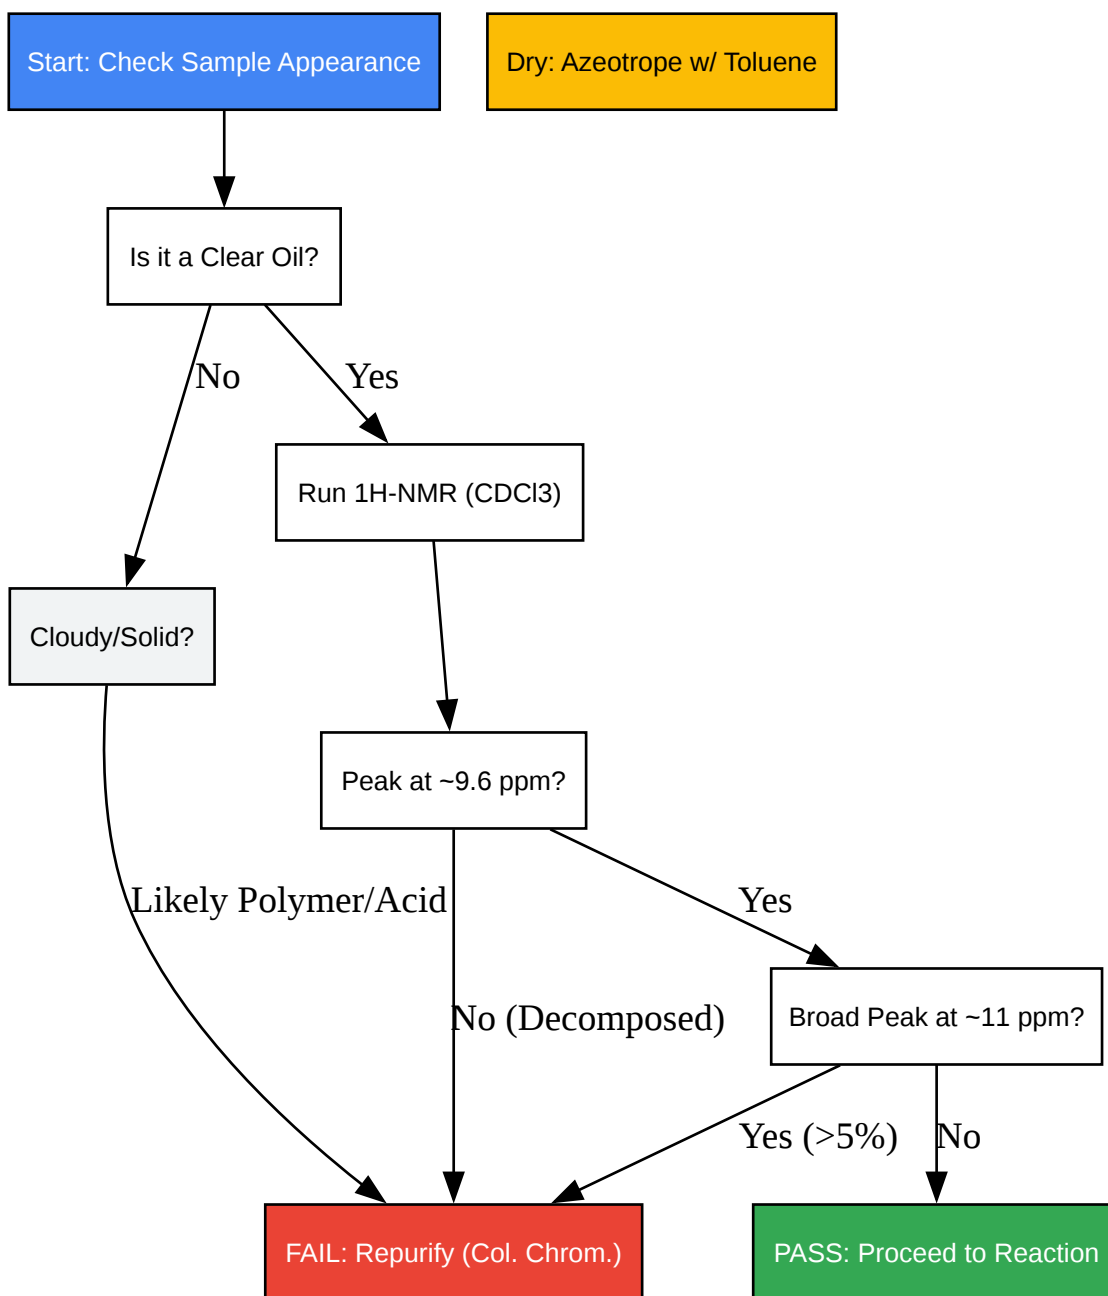 Start: Check Sample Appearance
Dry: Azeotrope w/ Toluene
Is it a Clear Oil?
No
Yes
Run 1H-NMR (CDCl3)
Cloudy/Solid?
Peak at ~9.6 ppm?
Likely Polymer/Acid
Yes
No (Decomposed)
Broad Peak at ~11 ppm?
Yes (>5%)
No
FAIL: Repurify (Col. Chrom.)
PASS: Proceed to Reaction